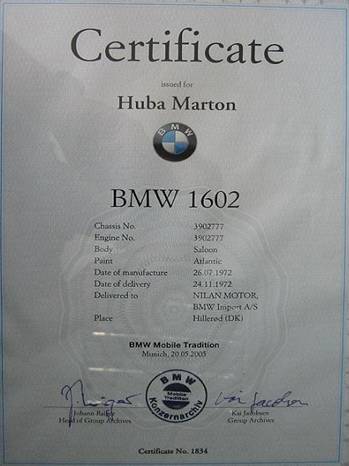 Certificate
issued for
Huba Marton
BMW
BMW 1602
Chassis No. 3902777
Engine No. 3902777
Body Saloon
Paint Atlantic
Date of manufacture 26.07.1972
Date of delivery 24.11.1972
Delivered to NILAN MOTOR,
BMW Import A/S
Place Hillerød (DK)
BMW Mobile Tradition
Munich, 20.05.2005
BMW
Mobile
Tradition
Konzernarchiv
Johann Kai Jacobsen
Head of Group Archives Group Archives
Certificate No. 1834